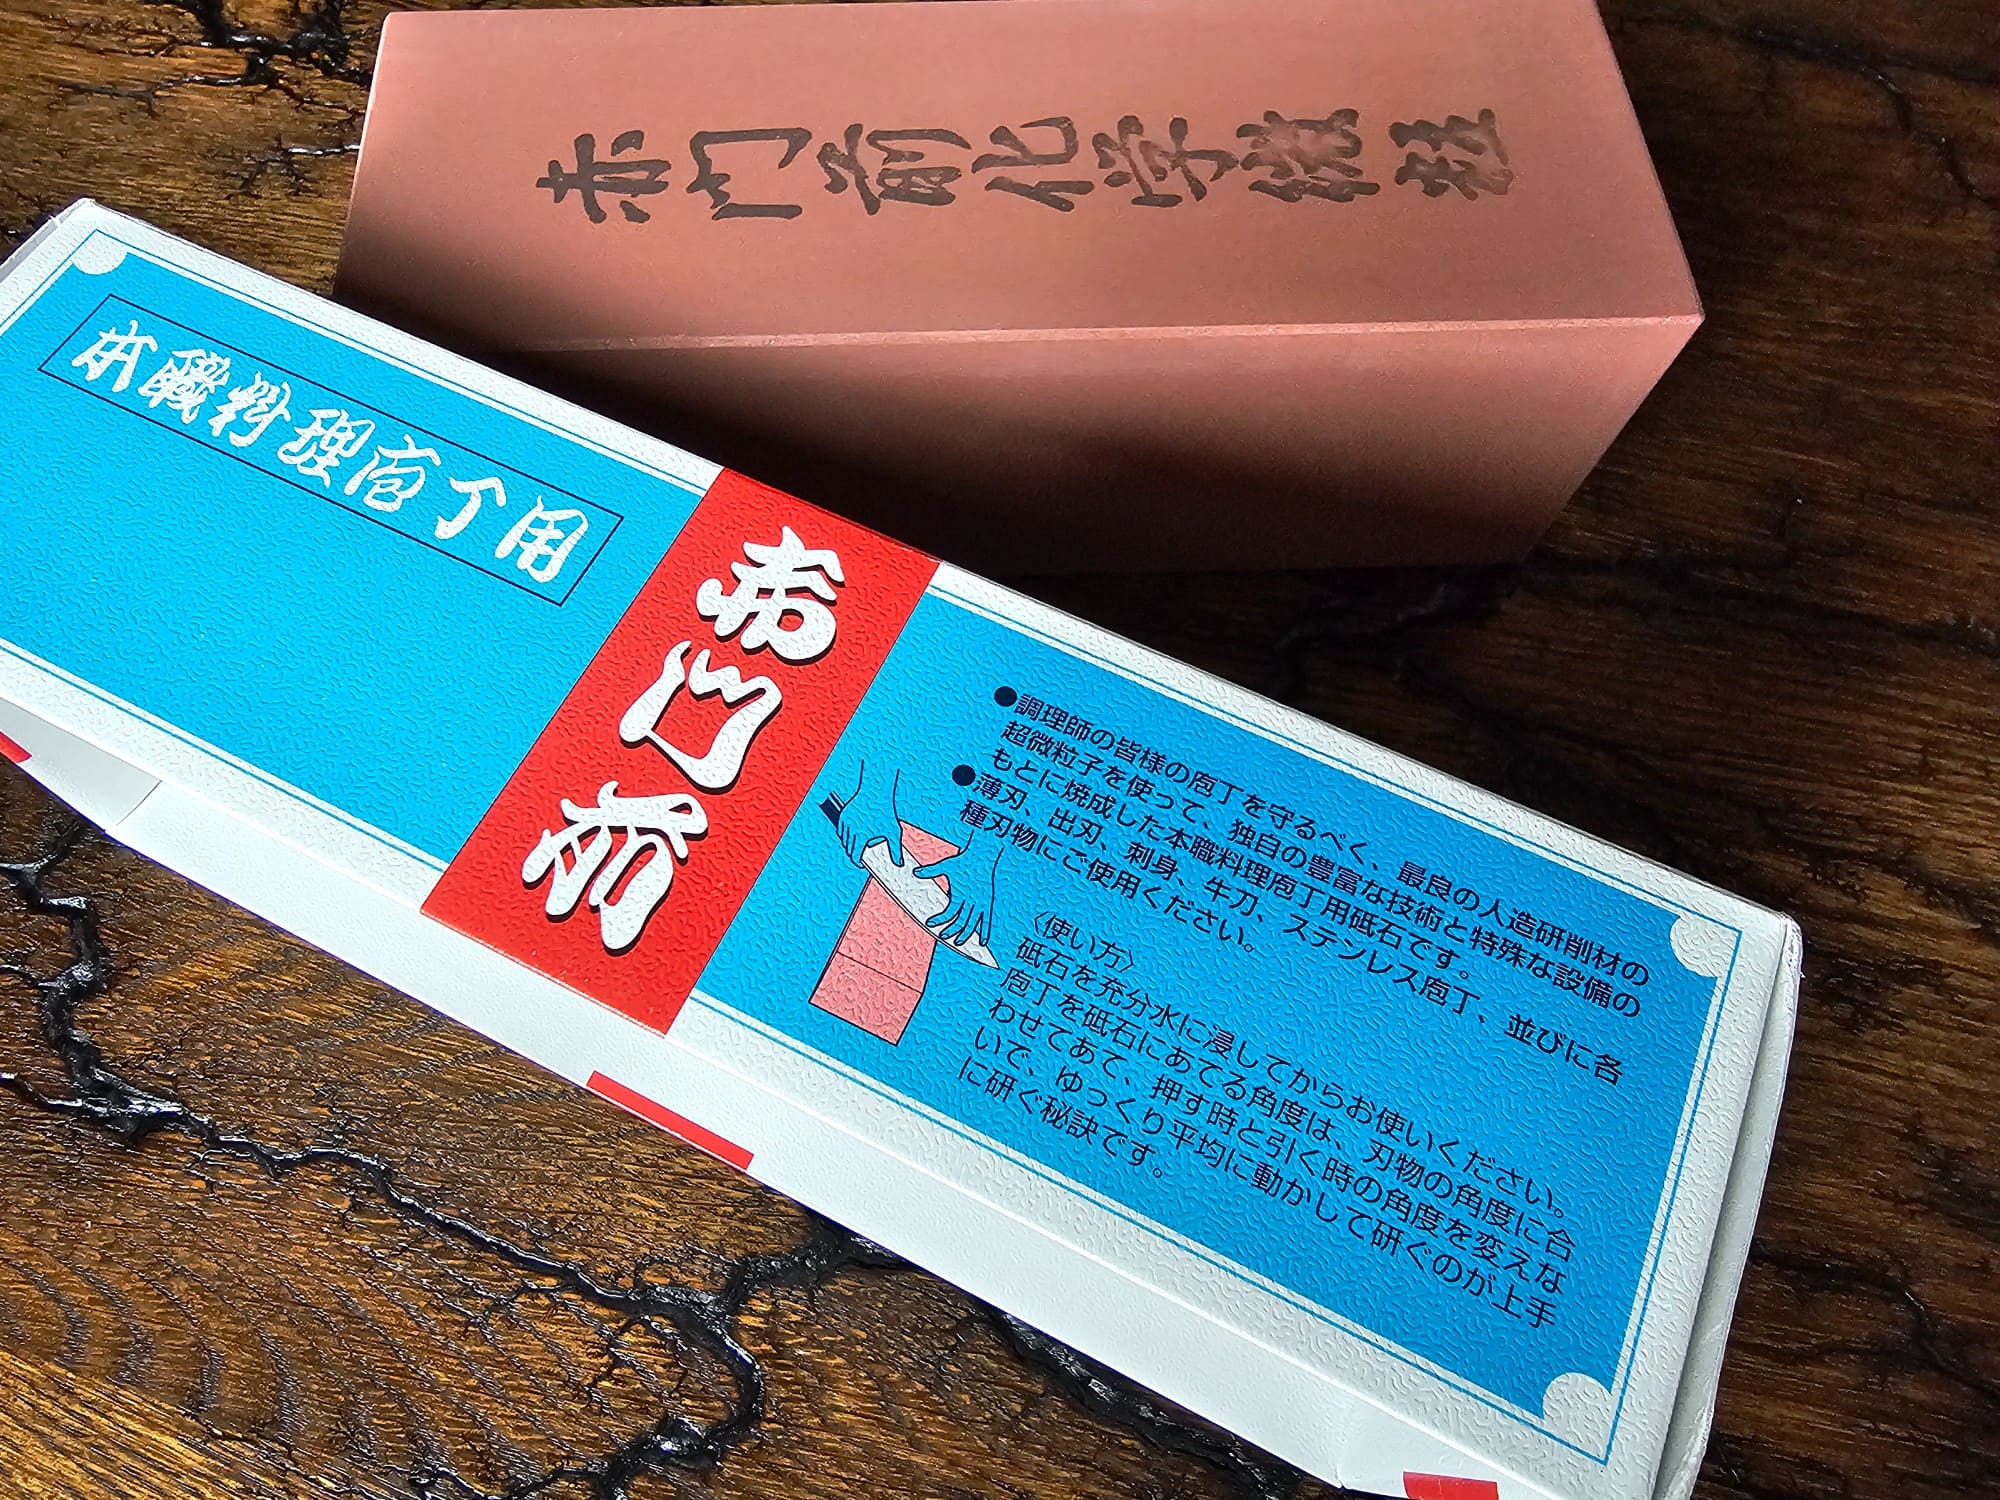 赤门前化学
本職料理庖丁用
赤门前
●調理師の皆様の庖丁を守るべく、最良の人造研削材の
超微粒子を使って、独自の豊富な技術と特殊な設備の
もとに焼成した本職料理庖丁用砥石です。
●薄刃、出刃、刺身、牛刀、ステンレス庖丁、並びに各
種刃物にご使用ください。
〈使い方〉
砥石を充分水に浸してからお使いください。
庖丁を砥石にあてる角度は、刃物の角度に合
わせてあて、押す時と引く時の角度を変えな
いで、ゆっくり平均に動かして研ぐのが上手
に研ぐ秘訣です。